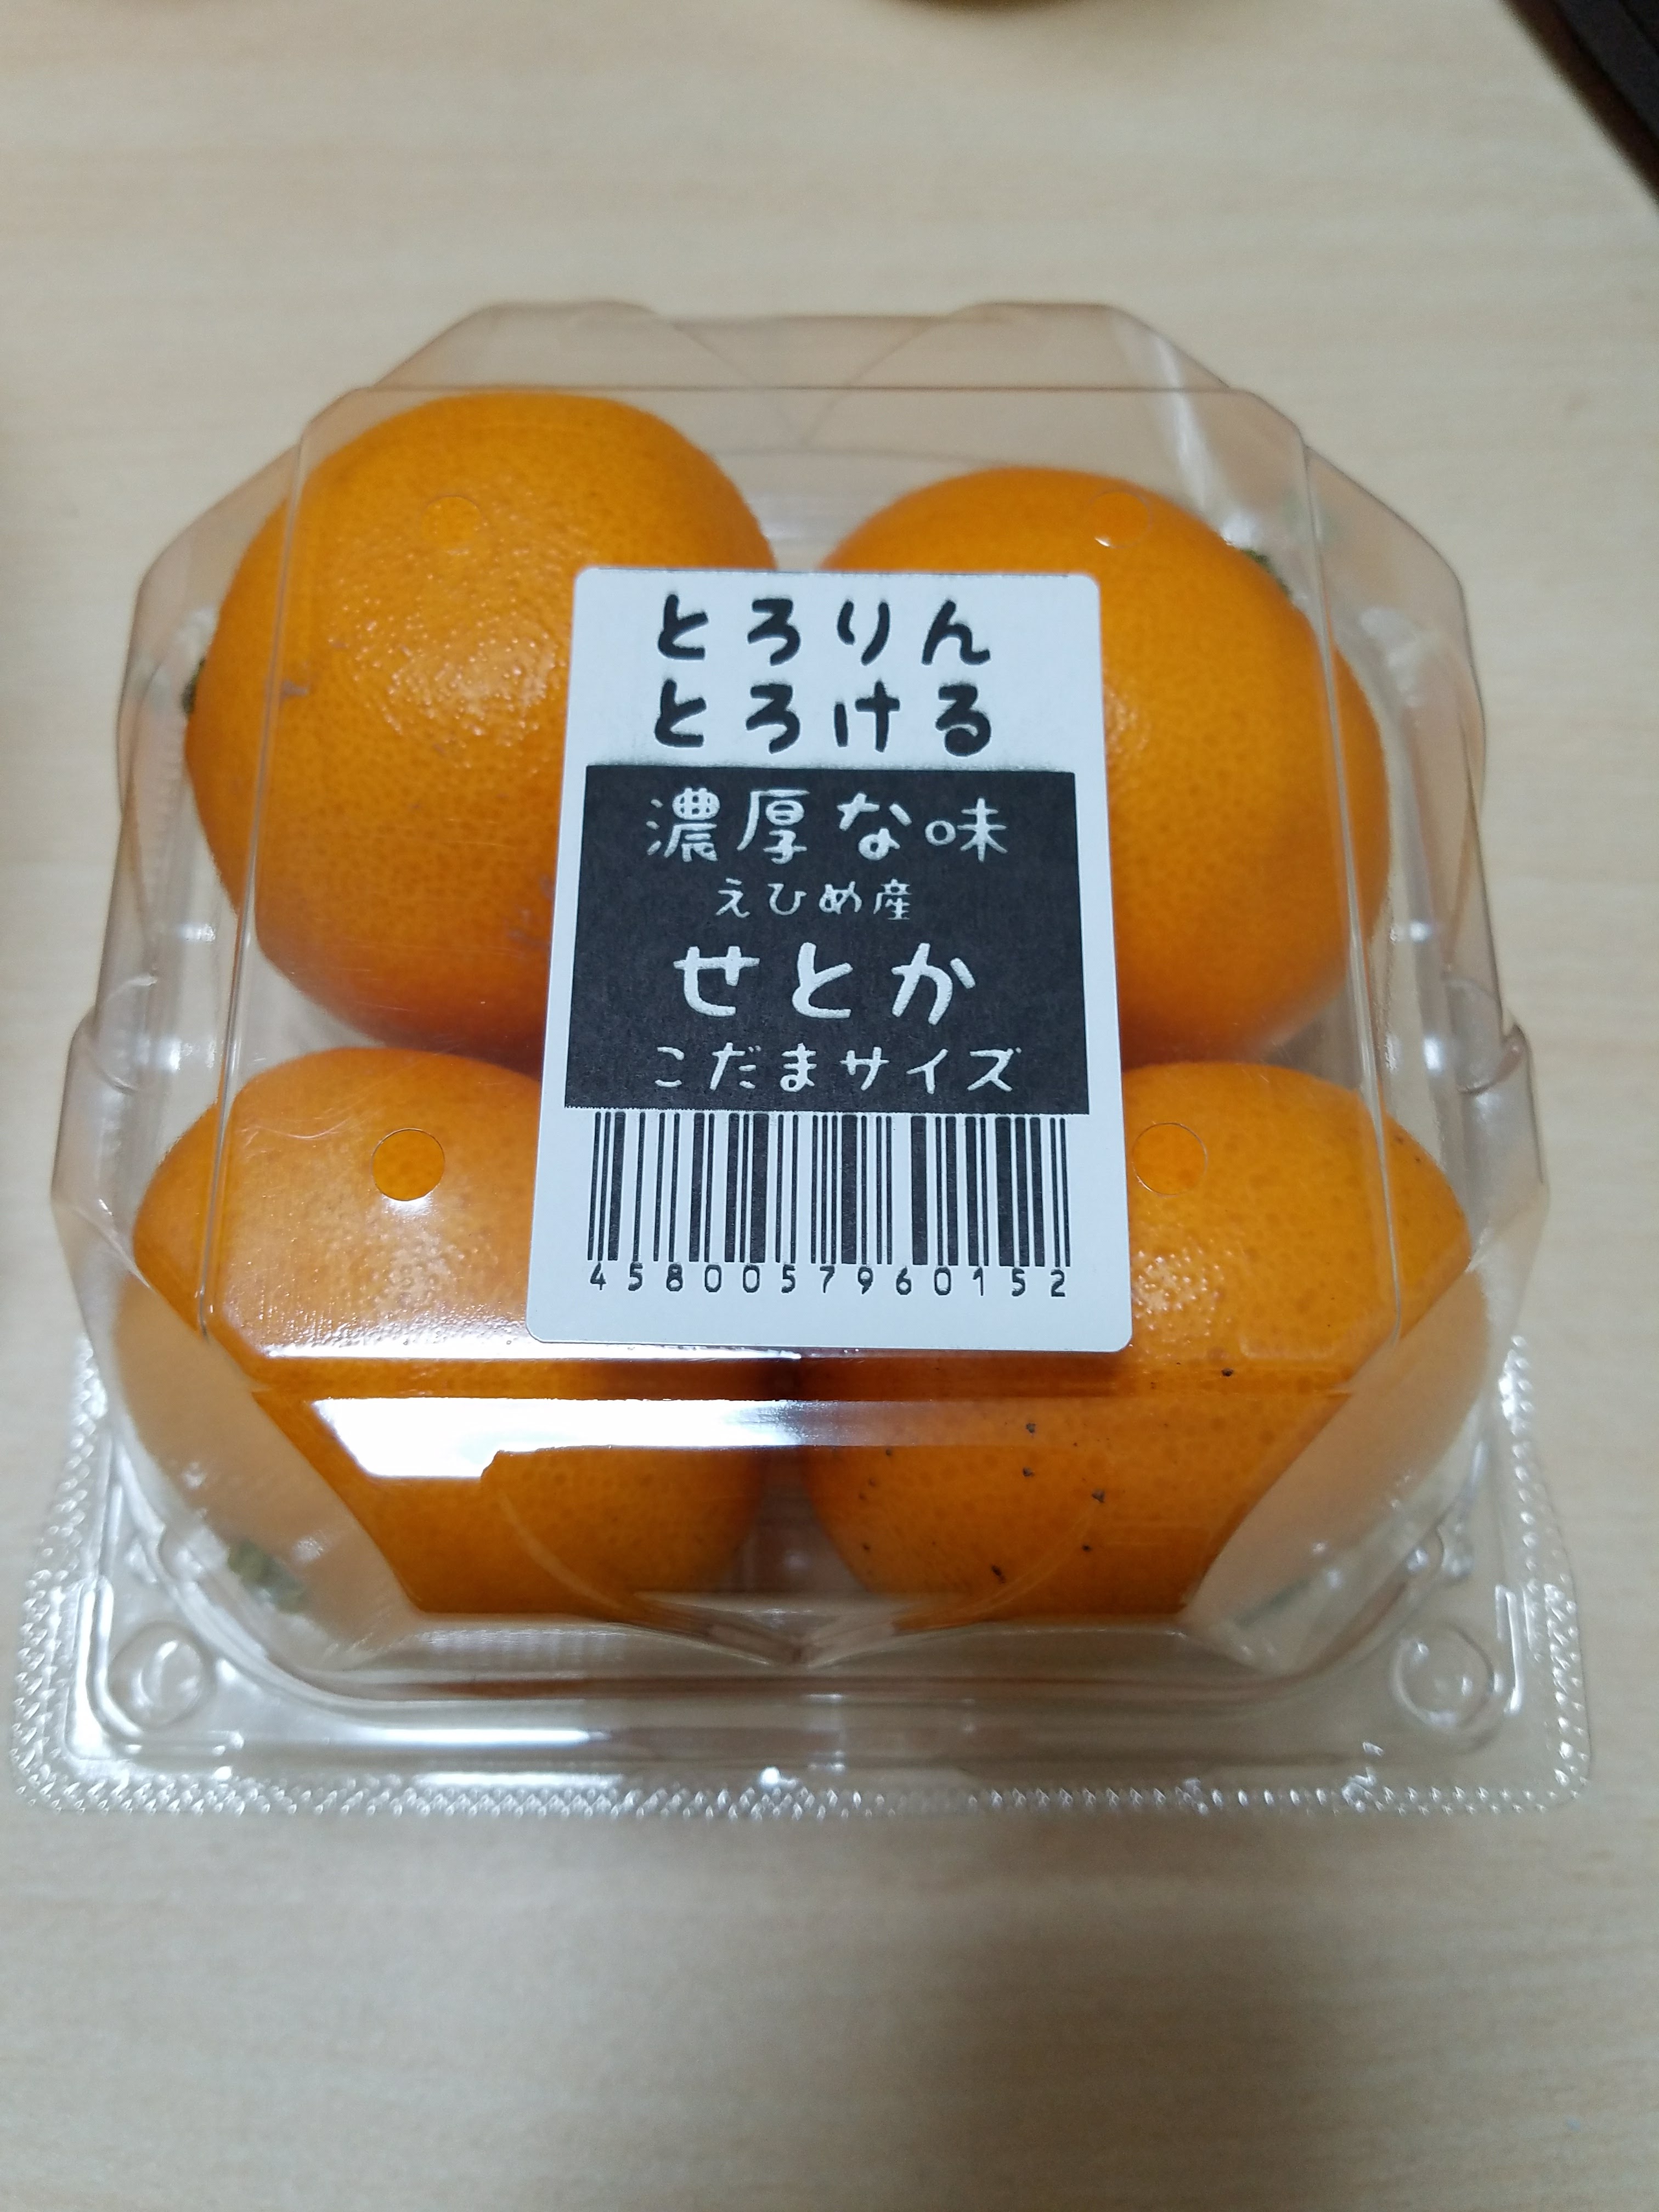 とろりん
とろける
濃厚な味
えひめ産
せとか
こだまサイズ
4580057960152